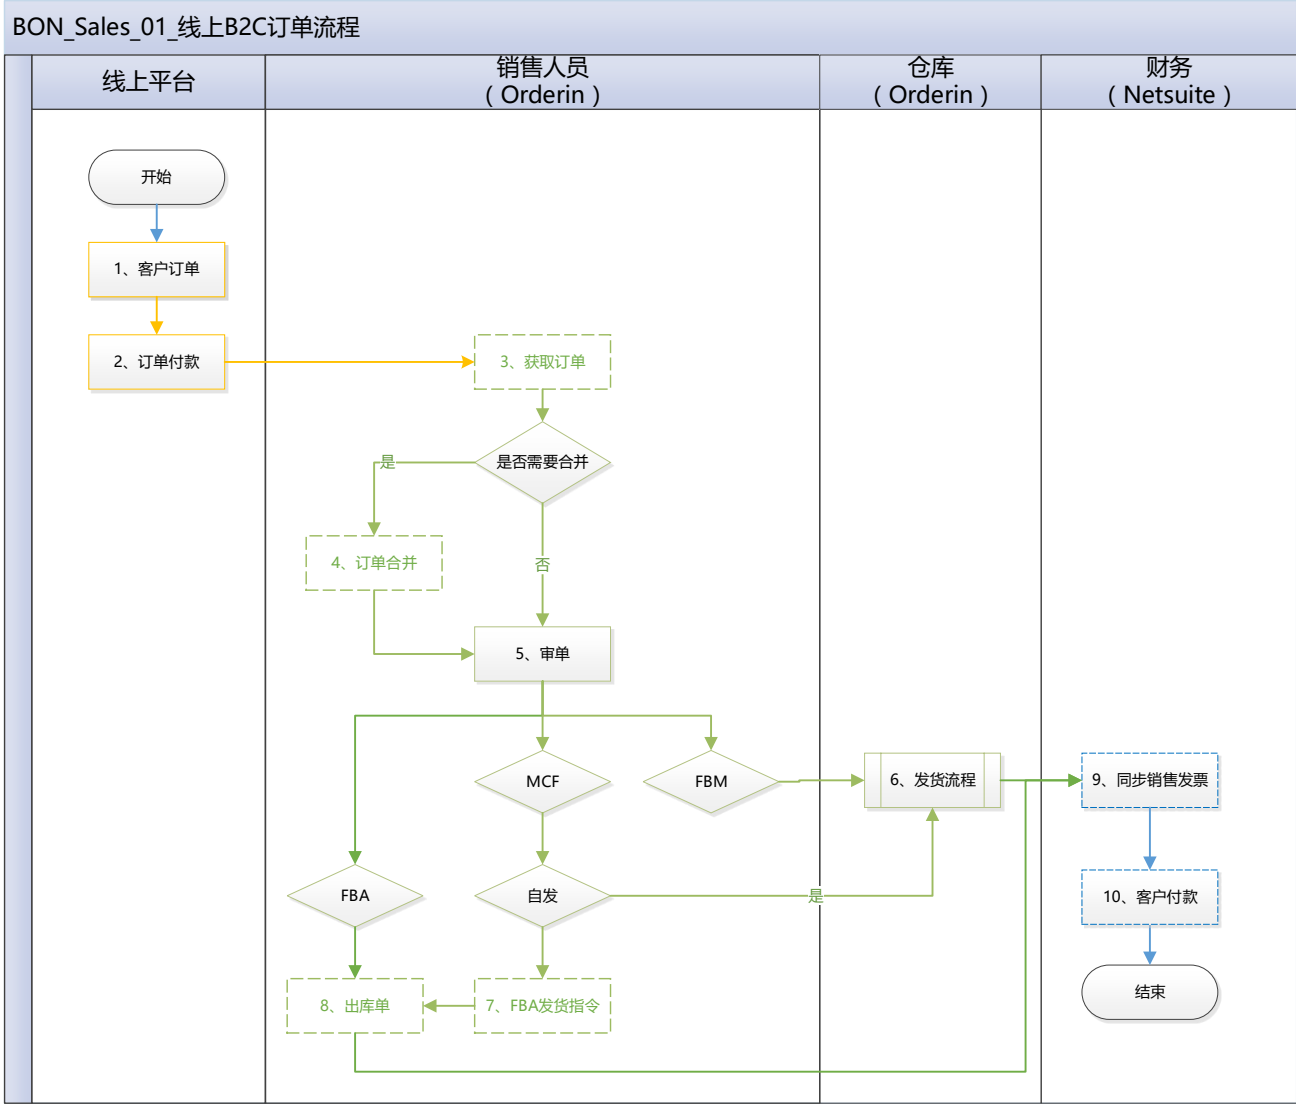 BON_Sales_01_线上B2C订单流程
线上平台
销售人员
（Orderin）
仓库
（Orderin）
财务
（Netsuite）
开始
1、客户订单
2、订单付款
3、获取订单
是否需要合并
是
4、订单合并
否
5、审单
MCF
FBM
6、发货流程
9、同步销售发票
FBA
自发
是
10、客户付款
8、出库单
7、FBA发货指令
结束